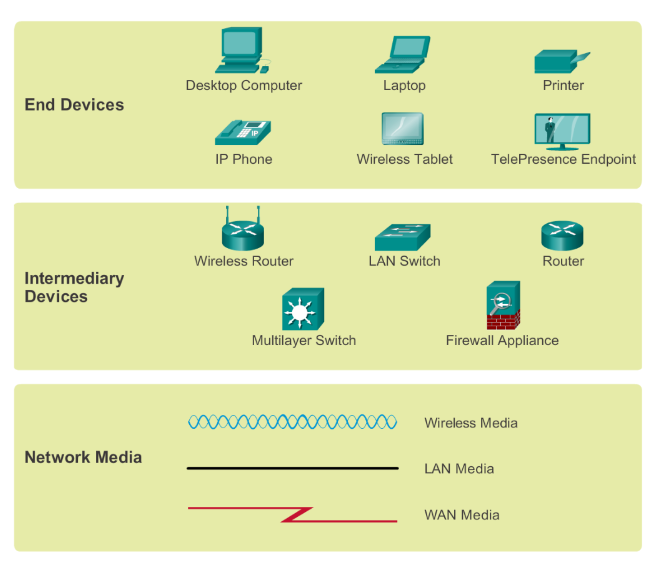 End Devices
Desktop Computer
Laptop
Printer
IP
IP Phone
Wireless Tablet
TelePresence Endpoint
Intermediary
Devices
Wireless Router
LAN Switch
Router
Multilayer Switch
Firewall Appliance
Network Media
Wireless Media
LAN Media
WAN Media